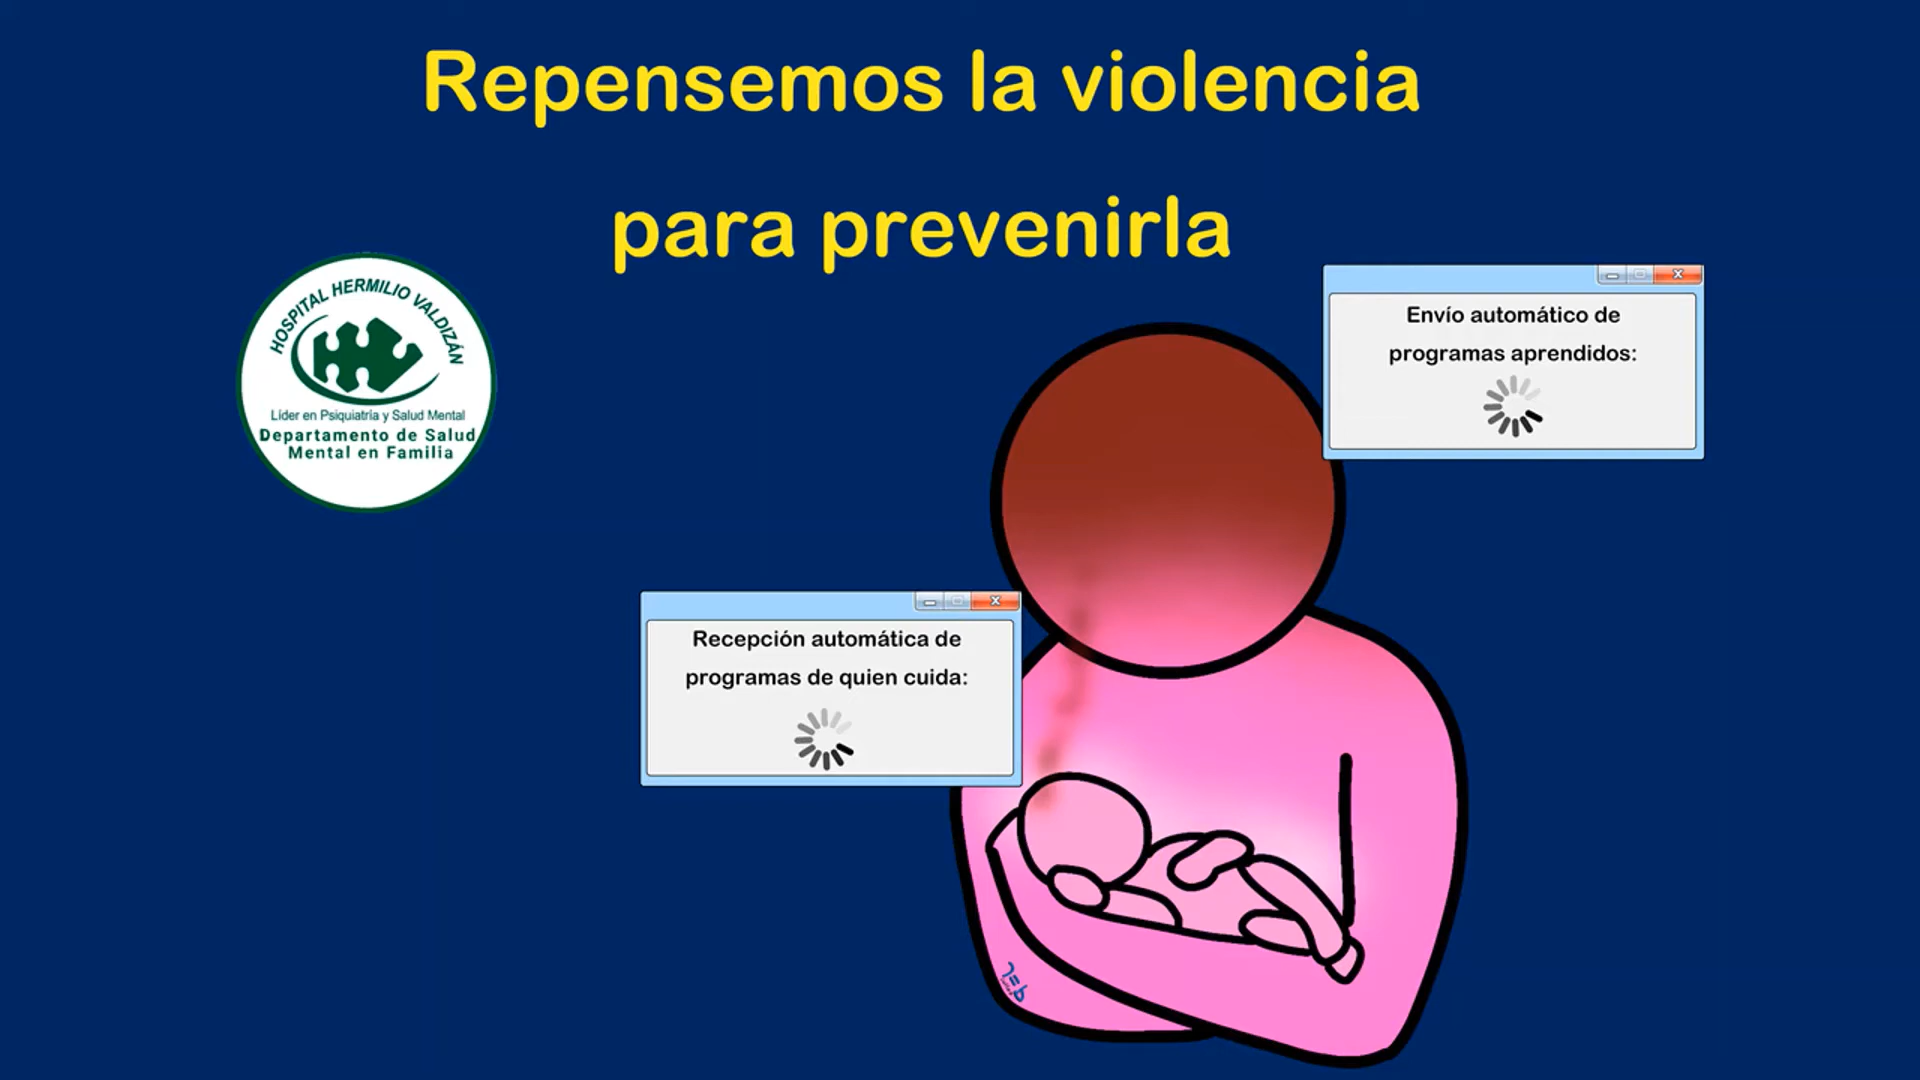 Repensemos la violencia
para prevenirla
HOSPITAL HERMILIO VALDIZÁN
Líder en Psiquiatría y Salud Mental
Departamento de Salud
Mental en Familia
Envío automático de
programas aprendidos:
Recepción automática de
programas de quien cuida: